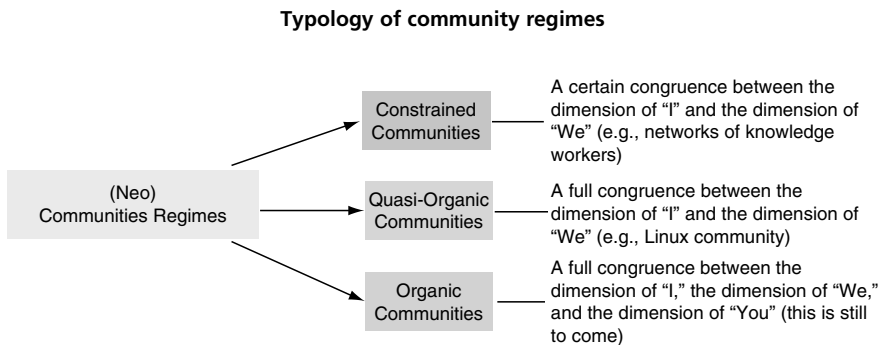 Typology of community regimes
(Neo)
Communities Regimes
Constrained
Communities
A certain congruence between the
dimension of “I” and the dimension of
“We” (e.g., networks of knowledge
workers)
Quasi-Organic
Communities
A full congruence between the
dimension of “I” and the dimension of
“We” (e.g., Linux community)
Organic
Communities
A full congruence between the
dimension of “I,” the dimension of “We,”
and the dimension of “You” (this is still
to come)